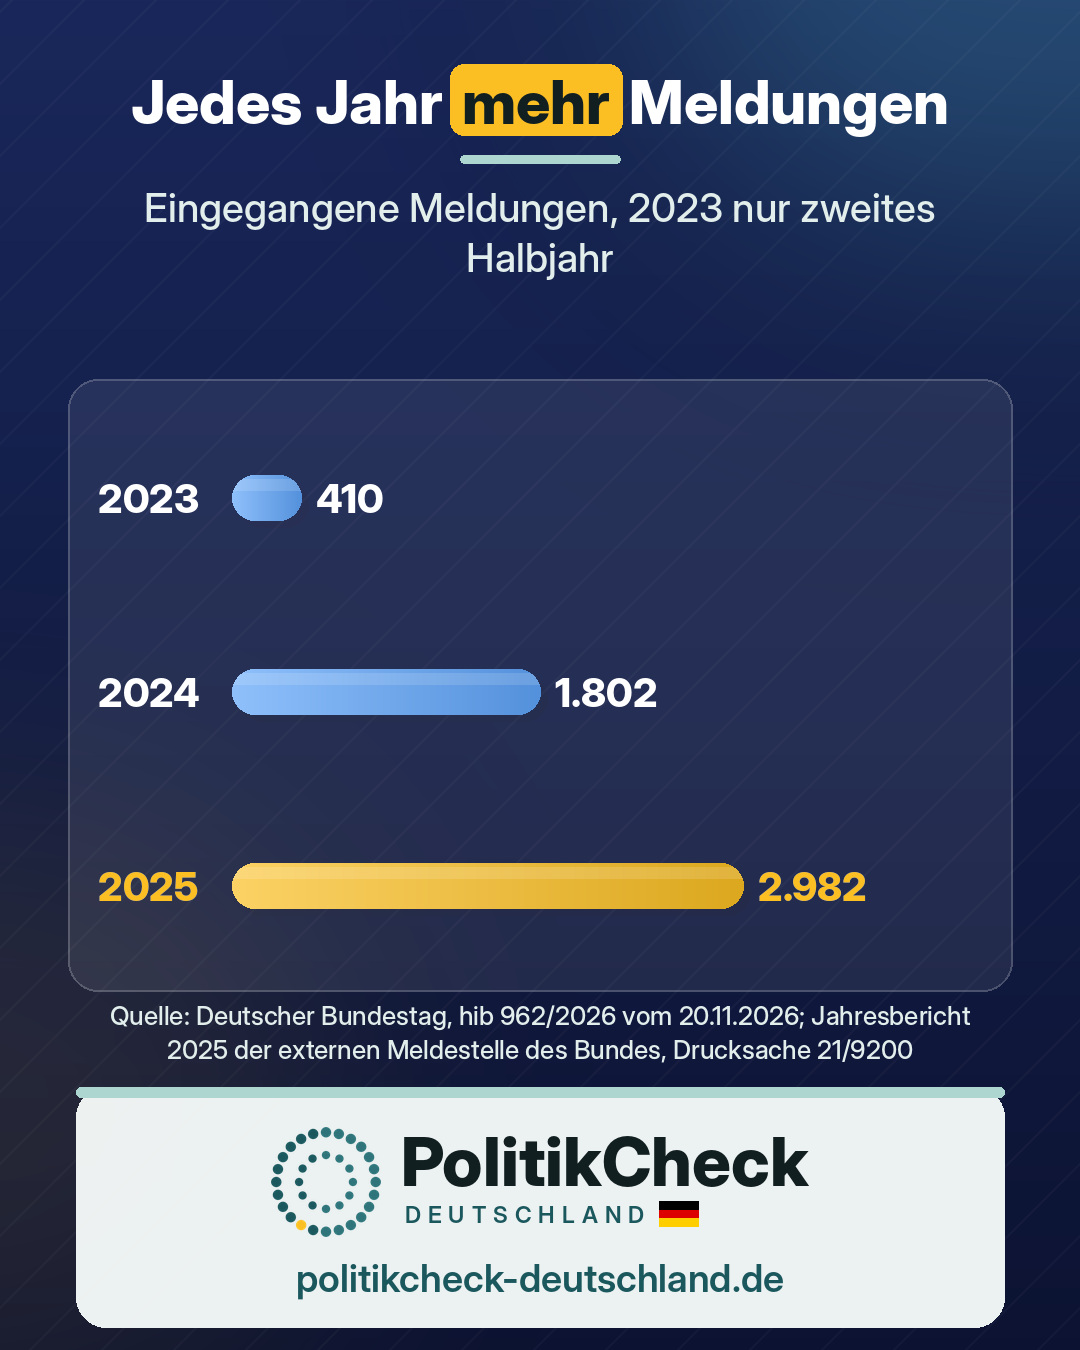 Jedes Jahr mehr Meldungen
Eingegangene Meldungen, 2023 nur zweites
Halbjahr
2023 410
2024 1.802
2025 2.982
Quelle: Deutscher Bundestag, hib 962/2026 vom 20.11.2026; Jahresbericht
2025 der externen Meldestelle des Bundes, Drucksache 21/9200
PolitikCheck
DEUTSCHLAND
politikcheck-deutschland.de